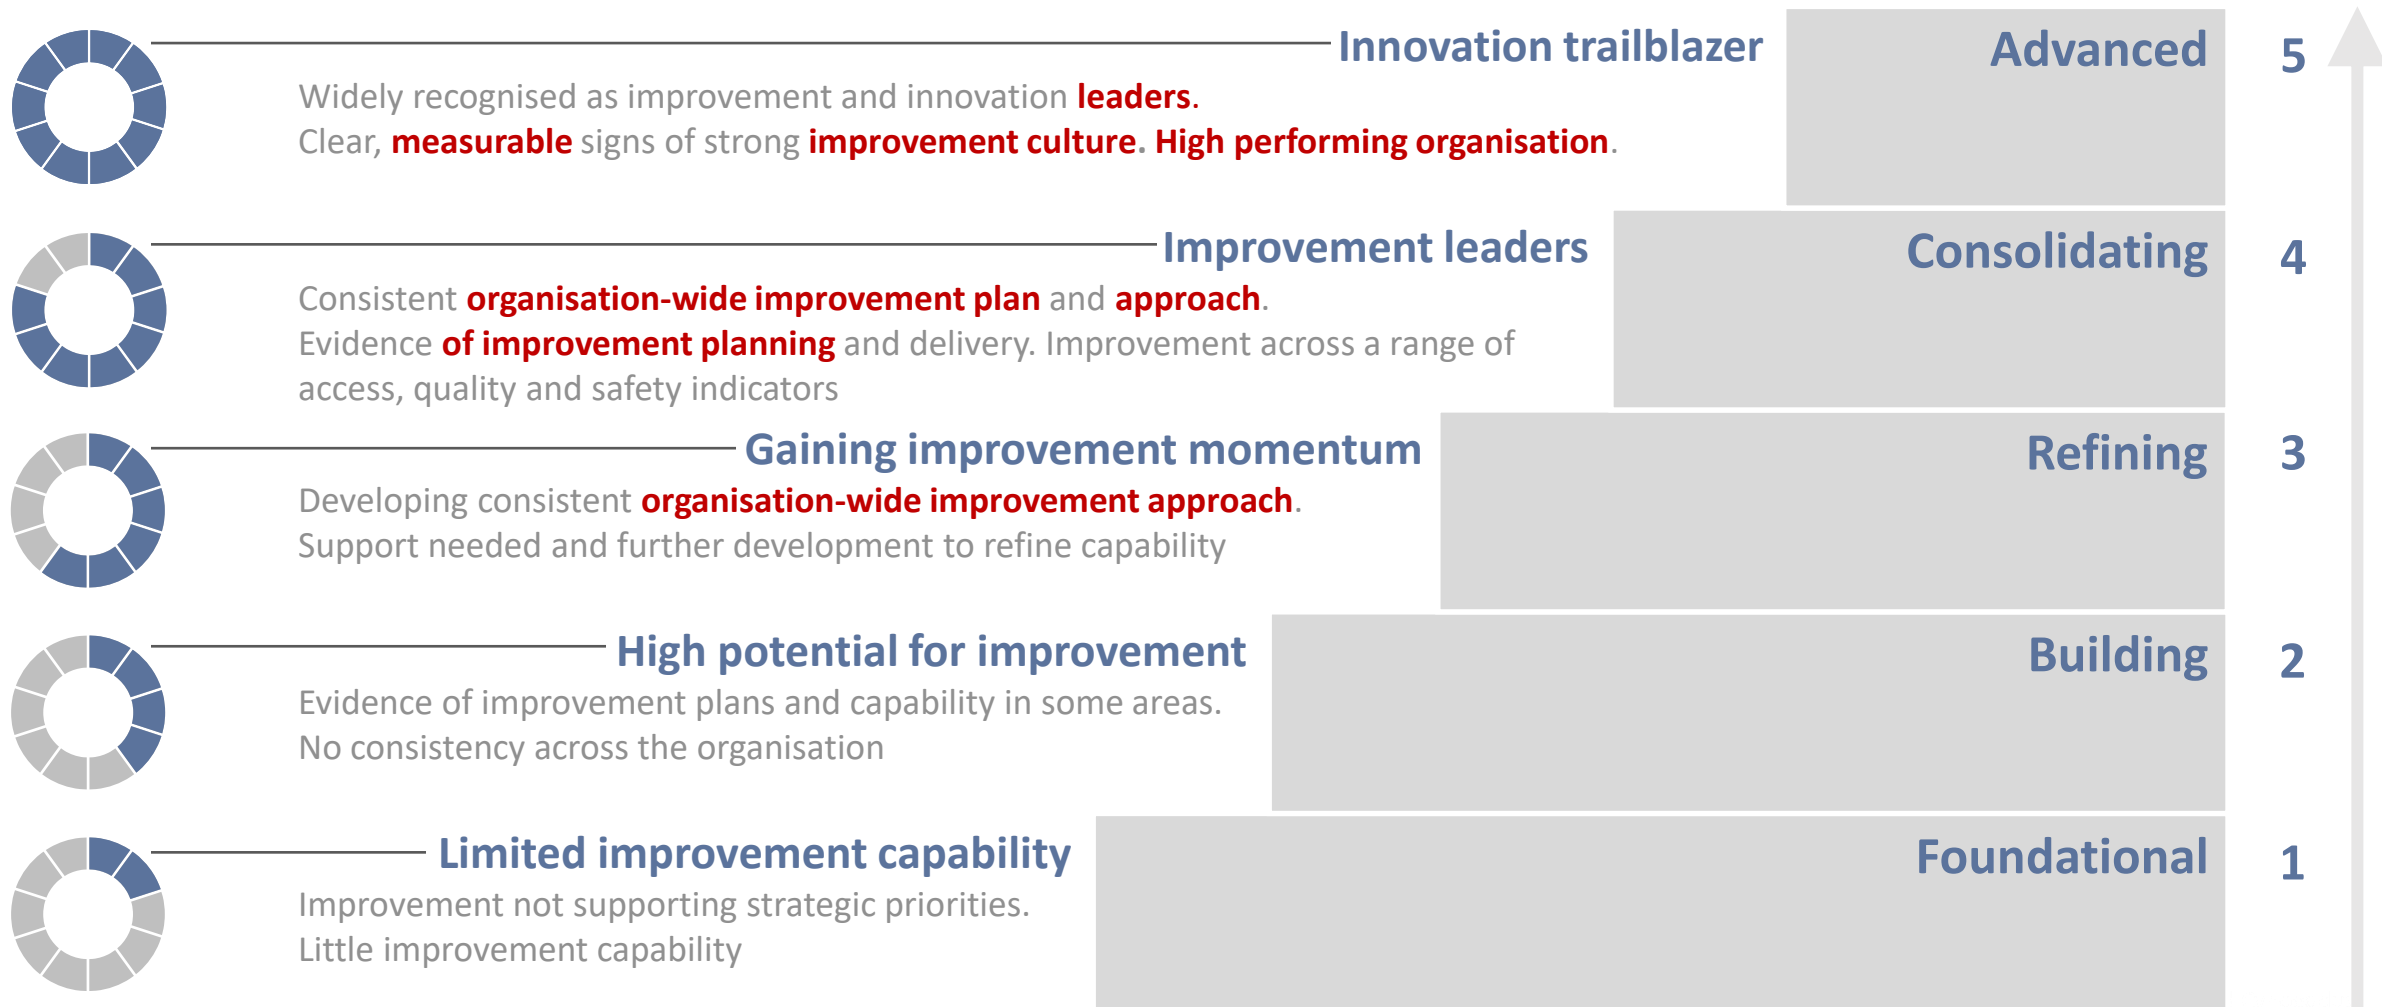 Innovation trailblazer Advanced 5
Widely recognised as improvement and innovation leaders.
Clear, measurable signs of strong improvement culture. High performing organisation.
Improvement leaders Consolidating 4
Consistent organisation-wide improvement plan and approach.
Evidence of improvement planning and delivery. Improvement across a range of
access, quality and safety indicators
Gaining improvement momentum Refining 3
Developing consistent organisation-wide improvement approach.
Support needed and further development to refine capability
High potential for improvement Building 2
Evidence of improvement plans and capability in some areas.
No consistency across the organisation
Limited improvement capability Foundational 1
Improvement not supporting strategic priorities.
Little improvement capability